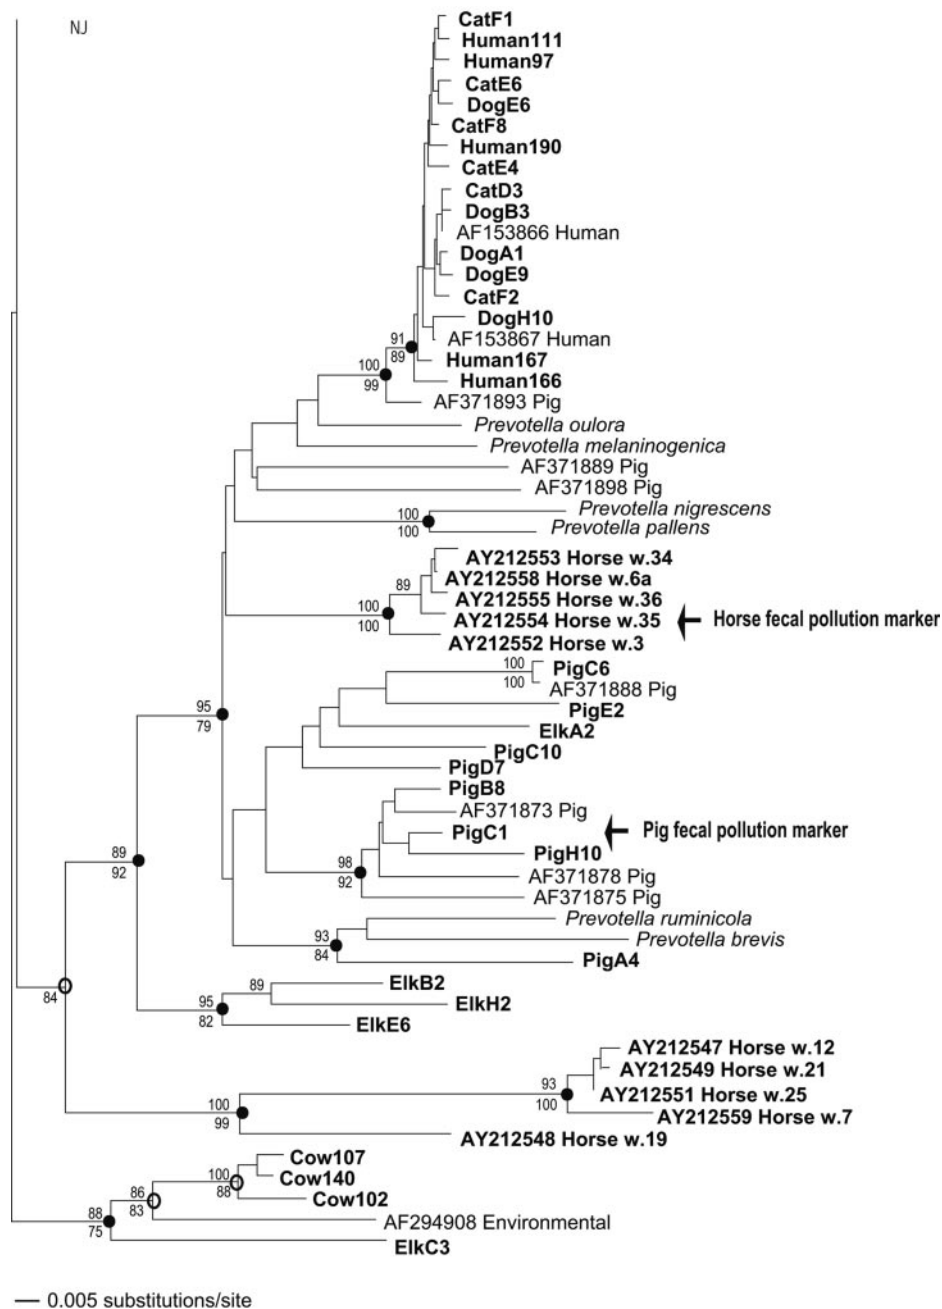 NJ
CatF1
Human111
Human97
CatE6
DogE6
CatF8
Human190
CatE4
CatD3
DogB3
AF153866 Human
DogA1
DogE9
CatF2
DogH10
91
AF153867 Human
89
Human167
100
99
Human166
AF371893 Pig
Prevotella oulora
Prevotella melaninogenica
AF371889 Pig
AF371898 Pig
100
Prevotella nigrescens
100
Prevotella pallens
AY212553 Horse w.34
89
AY212558 Horse w.6a
AY212555 Horse w.36
100
AY212554 Horse w.35
Horse fecal pollution marker
100
AY212552 Horse w.3
100
PigC6
100
AF371888 Pig
95
79
PigE2
ElkA2
PigC10
PigD7
PigB8
AF371873 Pig
PigC1
Pig fecal pollution marker
89
92
PigH10
98
92
AF371878 Pig
AF371875 Pig
Prevotella ruminicola
93
84
Prevotella brevis
PigA4
84
89
ElkB2
95
82
ElkH2
ElkE6
AY212547 Horse w.12
AY212549 Horse w.21
93
100
AY212551 Horse w.25
100
99
AY212559 Horse w.7
AY212548 Horse w.19
Cow107
100
88
Cow140
86
83
Cow102
88
75
AF294908 Environmental
ElkC3
0.005 substitutions/site